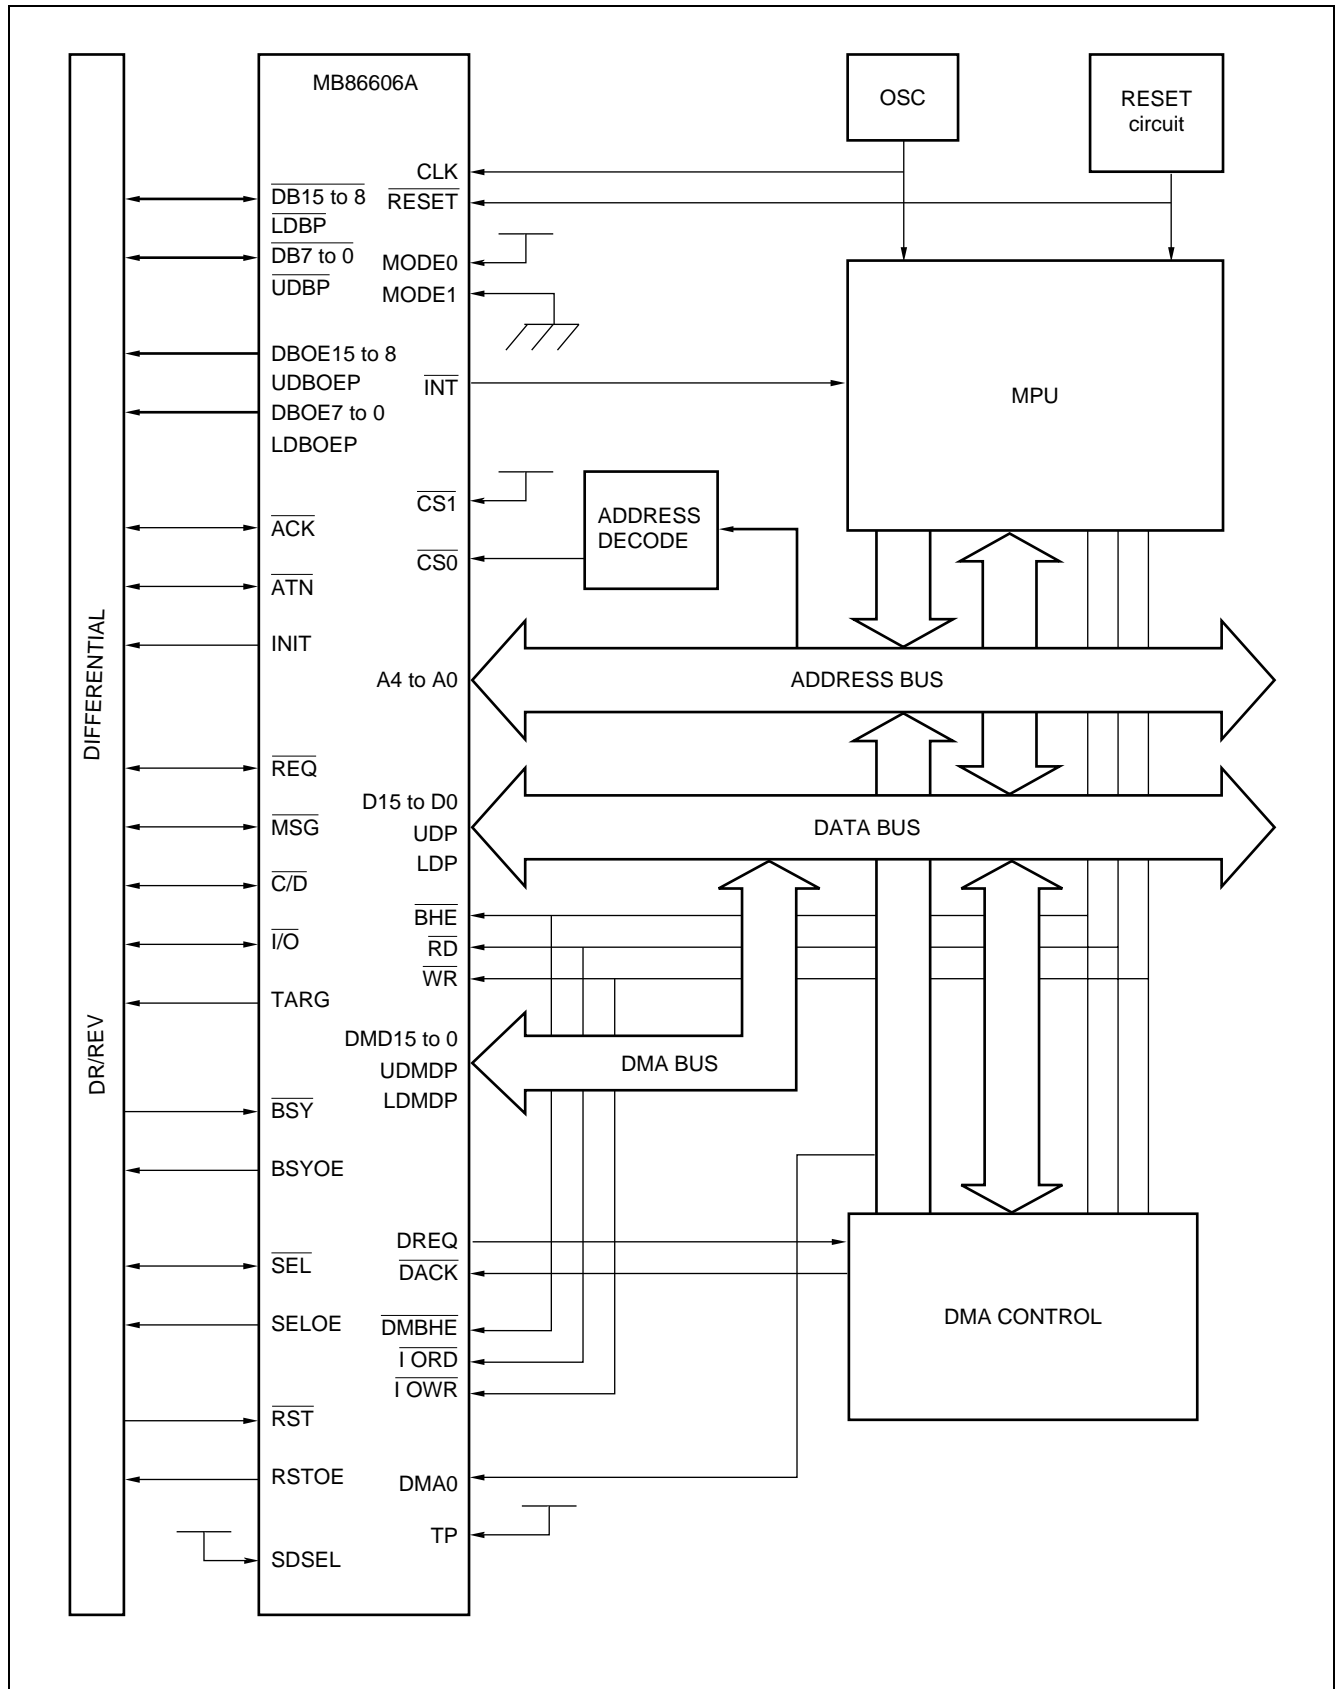 MB86606A
OSC
RESET
circuit
CLK
RESET
DB15 to 8
LDBP
DB7 to 0
UDBP
MODE0
MODE1
DBOE15 to 8
UDBOEP
DBOE7 to 0
LDBOEP
INT
MPU
CS1
CS0
ADDRESS
DECODE
ACK
ATN
INIT
A4 to A0
ADDRESS BUS
DIFFERENTIAL
DR/REV
REQ
MSG
C/D
I/O
TARG
D15 to D0
UDP
LDP
DATA BUS
BHE
RD
WR
DMD15 to 0
UDMDP
LDMDP
DMA BUS
BSY
BSYOE
SEL
SELOE
RST
RSTOE
SDSEL
DREQ
DACK
DMBHE
I ORD
I OWR
DMA0
TP
DMA CONTROL